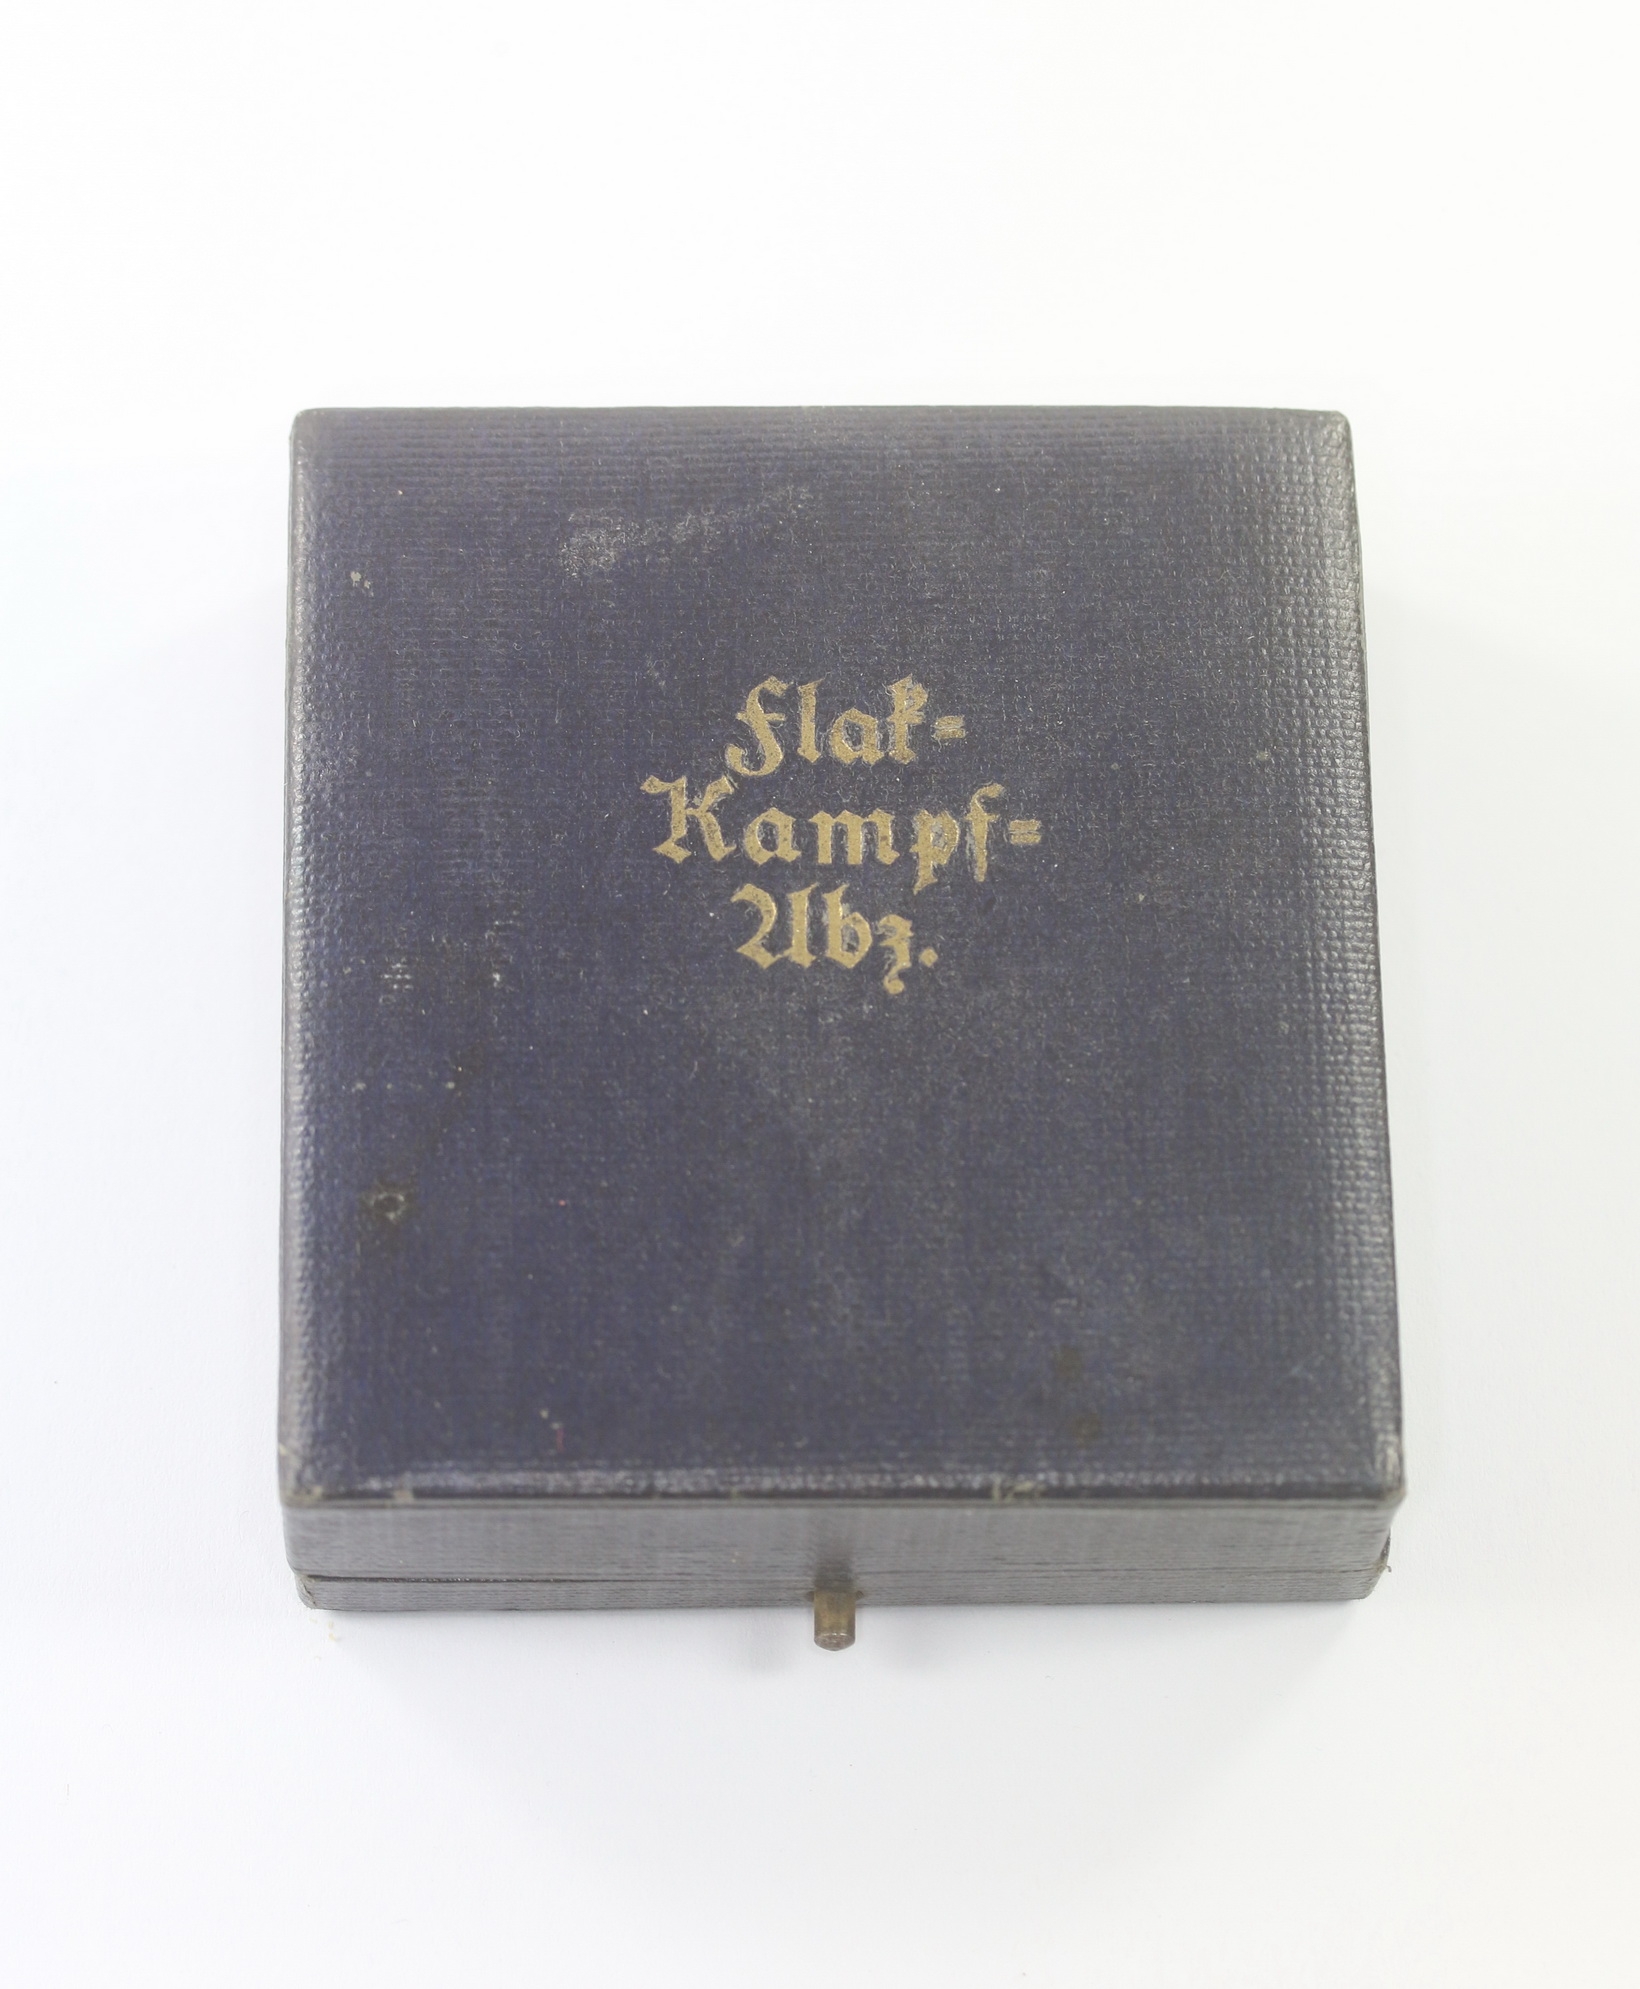 Flak-
Kampf-
Abz.